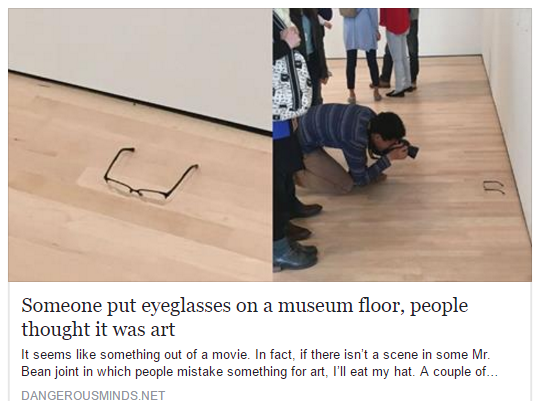 Someone put eyeglasses on a museum floor, people
thought it was art
It seems like something out of a movie. In fact, if there isn’t a scene in some Mr.
Bean joint in which people mistake something for art, I’ll eat my hat. A couple of...
DANGEROUSMINDS.NET